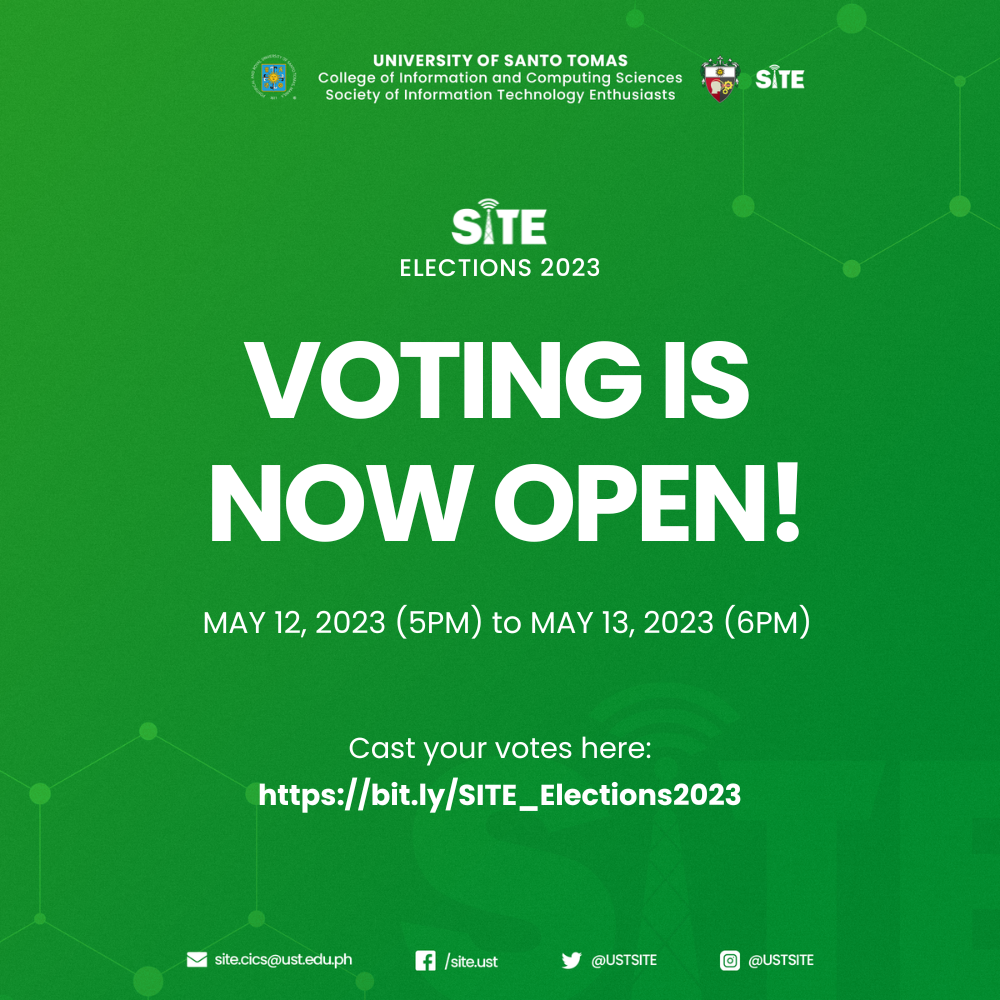 UNIVERSITY OF SANTO TOMAS
College of Information and Computing Sciences
Society of Information Technology Enthusiasts
SiTE
SiTE
ELECTIONS 2023
VOTING IS
NOW OPEN!
MAY 12, 2023 (5PM) to MAY 13, 2023 (6PM)
Cast your votes here:
https://bit.ly/SITE_Elections2023
SiTE
site.cics@ust.edu.ph
/site.ust
@USTSITE
@USTSITE